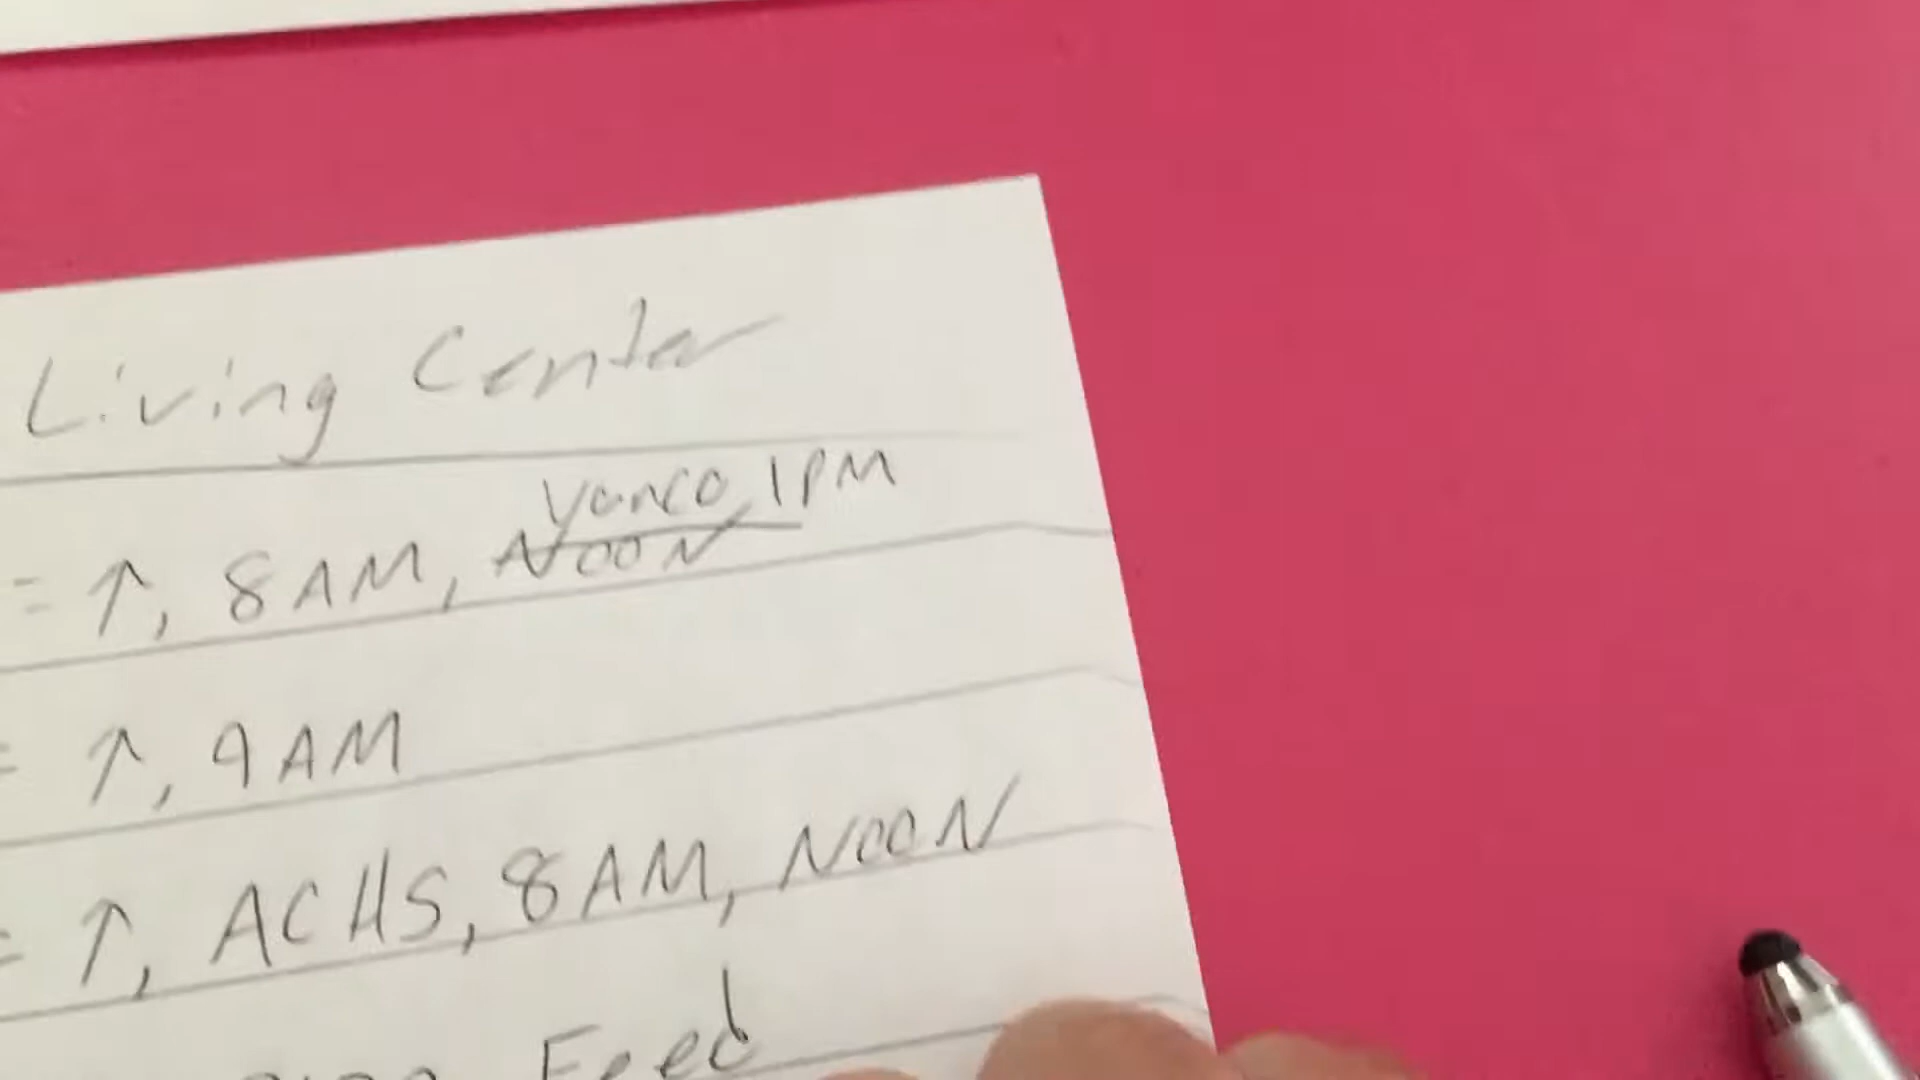 Living Center
Vanco 1PM
= ↑, 8AM, NOON
= ↑, 9AM
= ↑, ACHS, 8AM, NOON
Feed